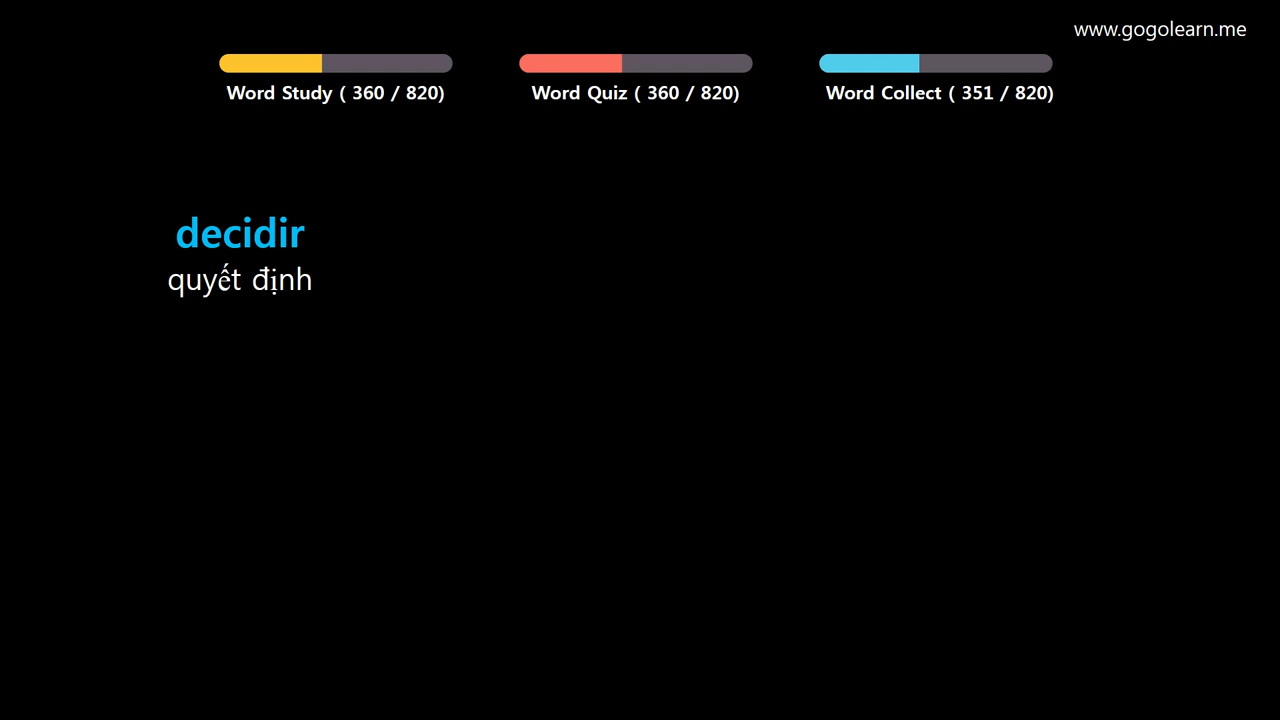 www.gogolearn.me
Word Study ( 360 / 820)
Word Quiz ( 360 / 820)
Word Collect ( 351 / 820)
decidir
quyết định